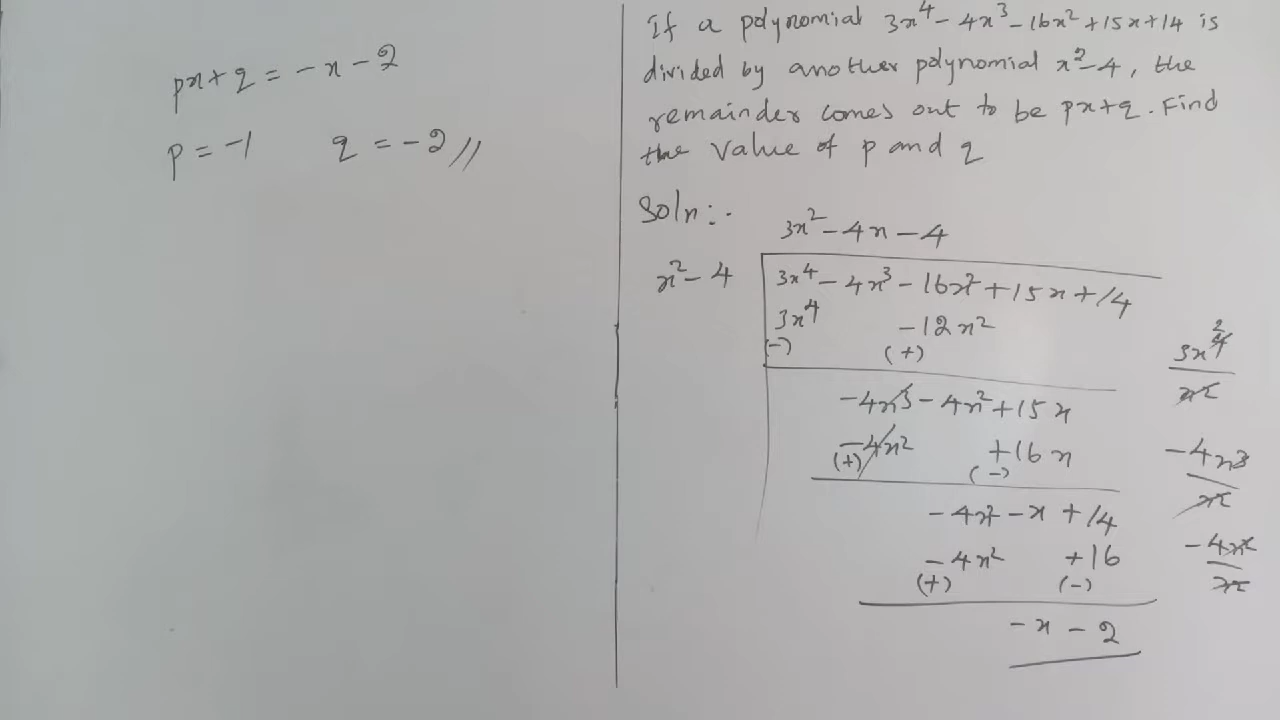 If a polynomial 3x⁴ - 4x³ - 16x² + 15x + 14 is
divided by another polynomial x² - 4, the
remainder comes out to be px+q. Find
the value of p and q
Soln:-
3x² - 4x - 4
x² - 4
3x⁴ - 4x³ - 16x² + 15x + 14
3x⁴ - 12x²
(-) (+)
3x⁴ 2
x²
-4x³ - 4x² + 15x
-4x² + 16x
(+) (-)
-4x³
x²
-4x² - x + 14
-4x² + 16
(+) (-)
-4x²
x²
-x - 2
px + q = -x - 2
p = -1 q = -2 //